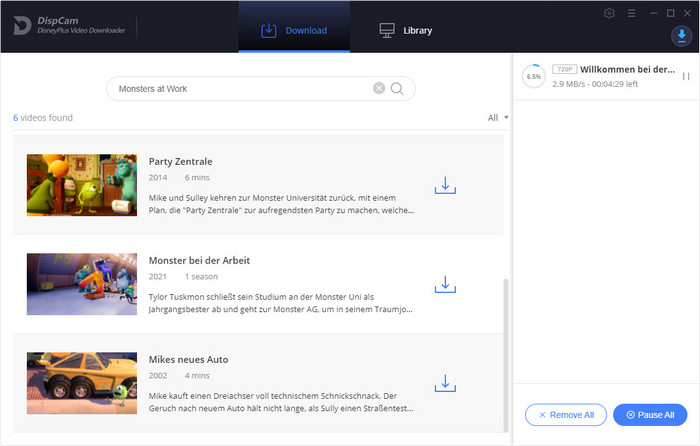 DispCam
DisneyPlus Video Downloader
Download
Library
Monsters at Work
6 videos found
All
Party Zentrale
2014 6 mins
Mike und Sulley kehren zur Monster Universität zurück, mit einem
Plan, die "Party Zentrale" zur aufregendsten Party zu machen, welche...
Monster bei der Arbeit
2021 1 season
Tylor Tuskmon schließt sein Studium an der Monster Uni als
Jahrgangsbester ab und geht zur Monster AG, um in seinem Traumjo...
Mikes neues Auto
2002 4 mins
Mike kauft einen Dreiachser voll technischem Schnickschnack. Der
Geruch nach neuem Auto hält nicht lange, als Sully einen Straßentest...
6.5%
720P Willkommen bei der...
2.9 MB/s - 00:04:29 left
Remove All
Pause All